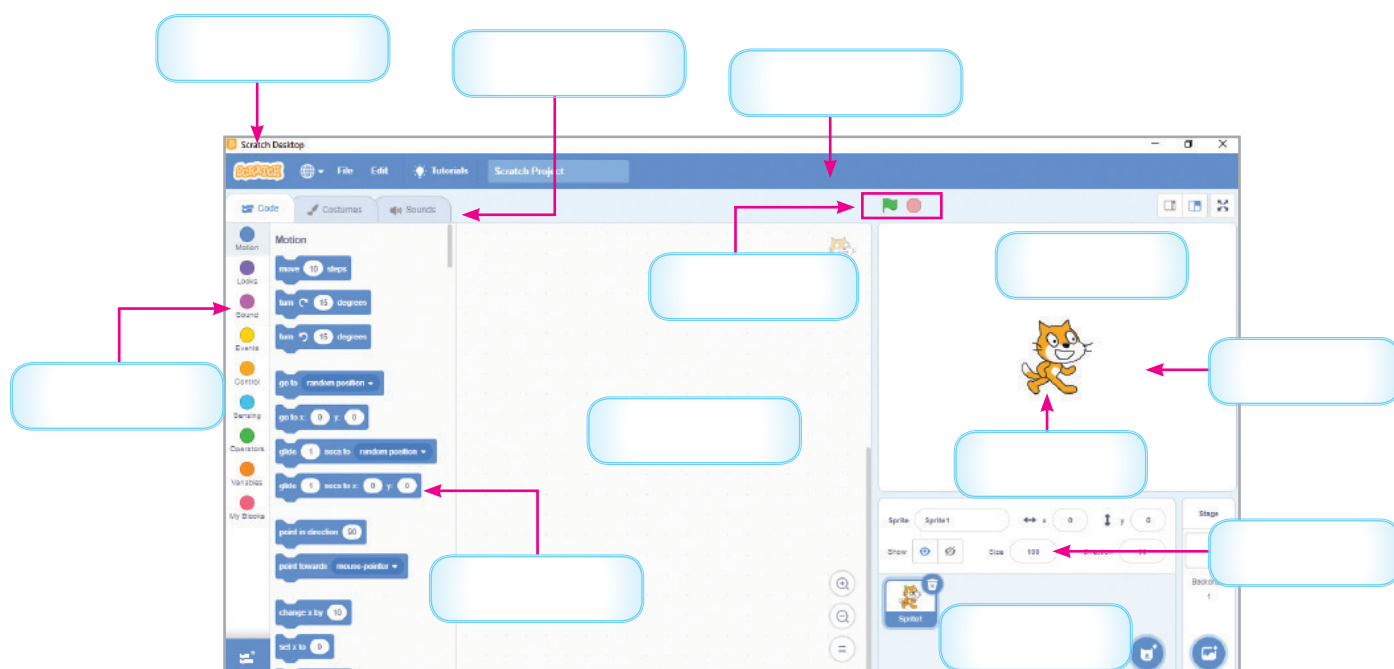 Scratch Desktop
SCRATCH File Edit Tutorials Scratch Project
Code Costumes Sounds
Motion
Looks
Sound
Events
Control
Sensing
Operators
Variables
My Blocks
Motion
move 10 steps
turn 15 degrees
turn 15 degrees
go to random position
go to x: 0 y: 0
glide 1 secs to random position
glide 1 secs to x: 0 y: 0
point in direction 90
point towards mouse-pointer
change x by 10
set x to 0
Sprite Sprite1 x 0 y 0
Show Size 100
Sprite1
Stage
1